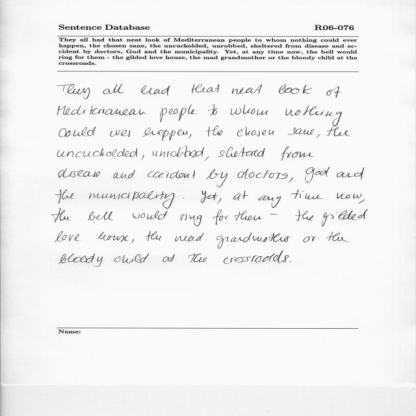 Sentence Database
R06-076
They all had that neat look of Mediterranean people to whom nothing could ever
happen, the chosen sane, the uncuckolded, unrobbed, sheltered from disease and ac-
cident by doctors, God and the municipality. Yet, at any time now, the bell would
ring for them - the gilded love house, the mad grandmother or the bloody child at the
crossroads.
They all had that neat look of
Mediterranean people to whom nothing
could ever happen, the chosen sane, the
uncuckolded, unrobbed, sheltered from
disease and accident by doctors, god and
the municipality. Yet, at any time now,
the bell would ring for them - the gilded
love house, the mad grandmother or the
bloody child at the crossroads.
Name: